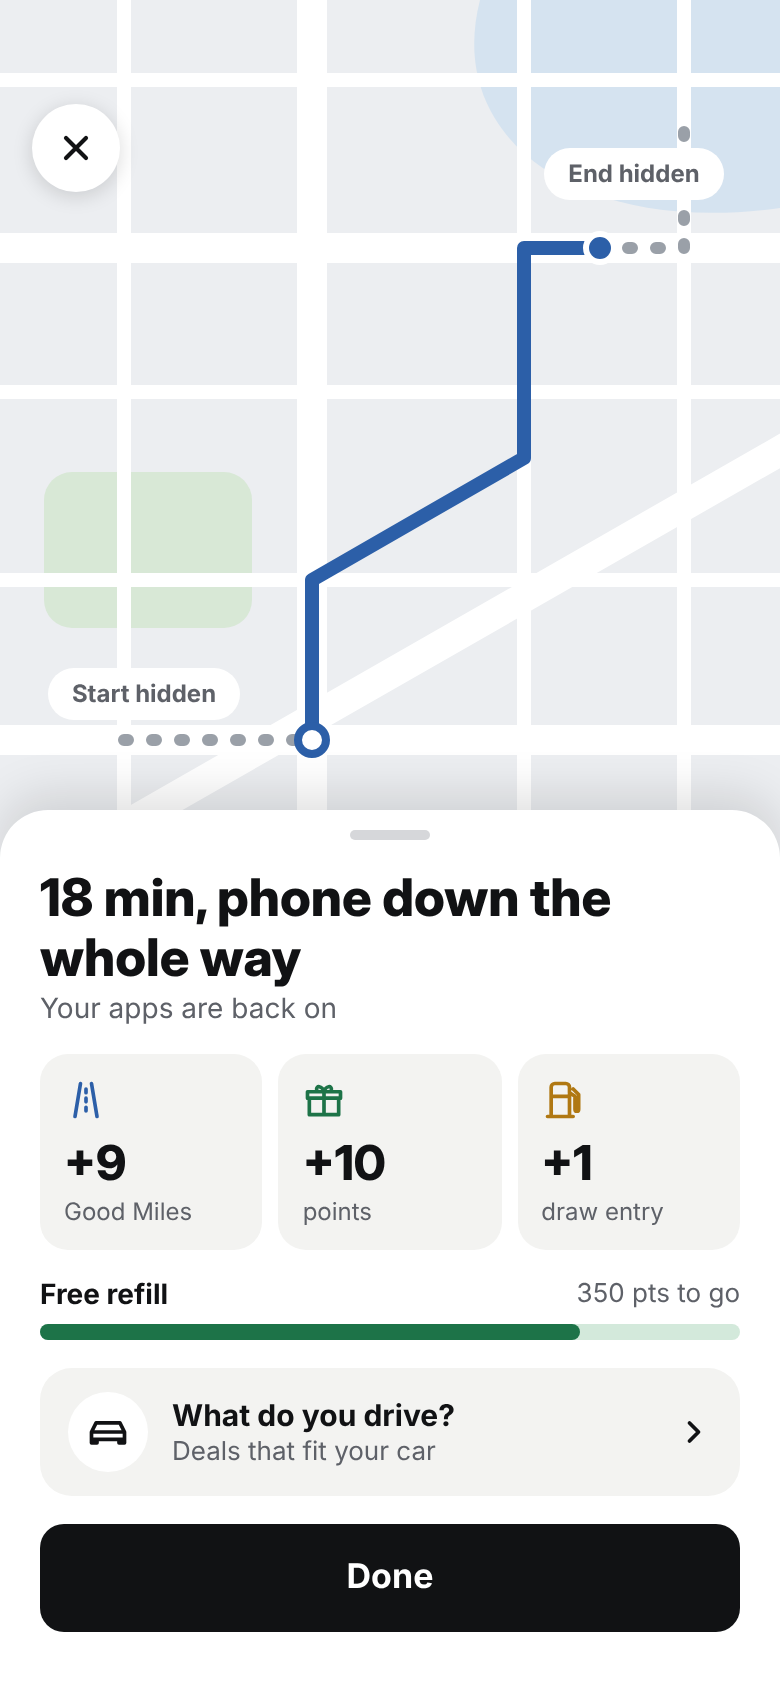 End hidden
Start hidden
18 min, phone down the
whole way
Your apps are back on
+9
Good Miles
+10
points
+1
draw entry
Free refill
350 pts to go
What do you drive?
Deals that fit your car
Done